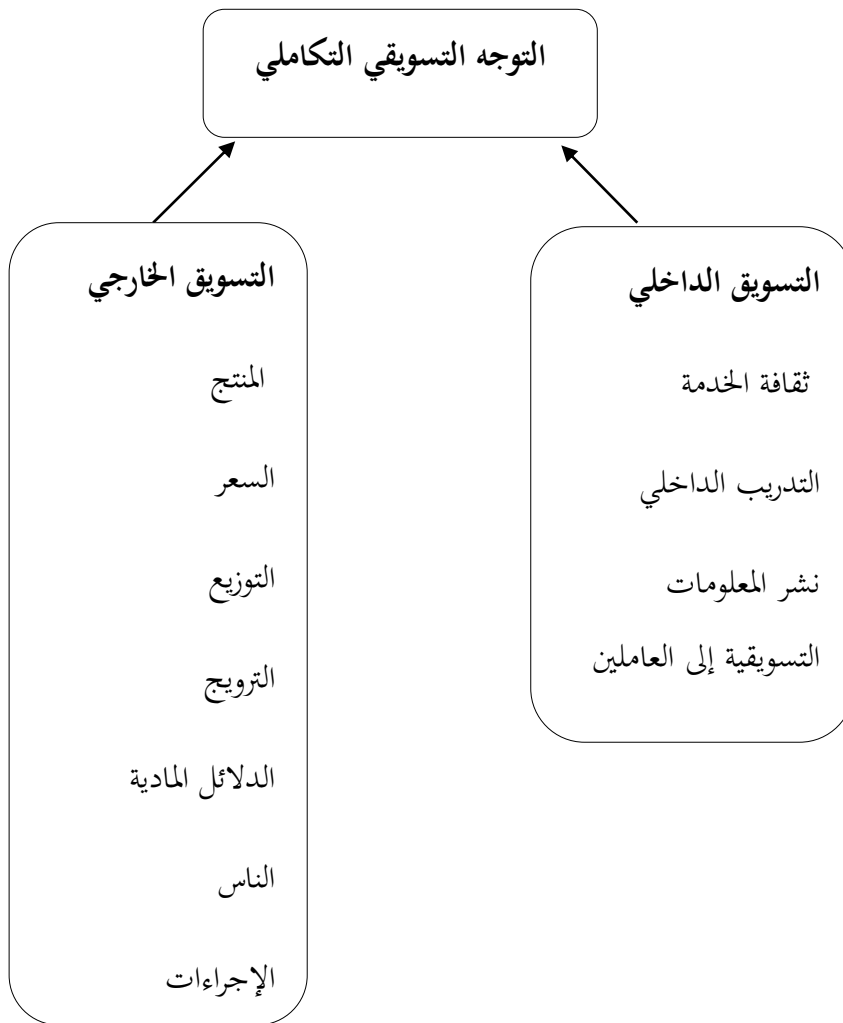 التوجه التسويقي التكاملي
التسويق الداخلي
ثقافة الخدمة
التدريب الداخلي
نشر المعلومات
التسويقية إلى العاملين
التسويق الخارجي
المنتج
السعر
التوزيع
الترويج
الدلائل المادية
الناس
الإجراءات